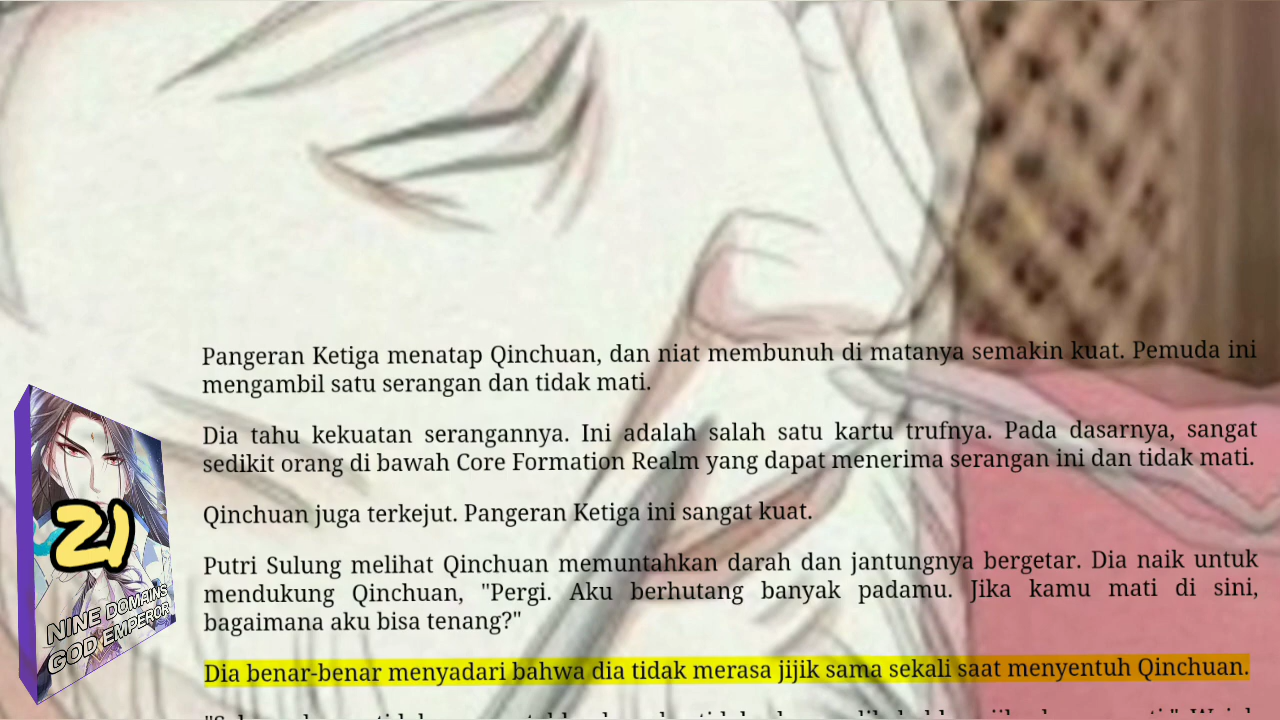 Pangeran Ketiga menatap Qinchuan, dan niat membunuh di matanya semakin kuat. Pemuda ini
mengambil satu serangan dan tidak mati.
Dia tahu kekuatan serangannya. Ini adalah salah satu kartu trufnya. Pada dasarnya, sangat
sedikit orang di bawah Core Formation Realm yang dapat menerima serangan ini dan tidak mati.
Qinchuan juga terkejut. Pangeran Ketiga ini sangat kuat.
Putri Sulung melihat Qinchuan memuntahkan darah dan jantungnya bergetar. Dia naik untuk
mendukung Qinchuan, "Pergi. Aku berhutang banyak padamu. Jika kamu mati di sini,
bagaimana aku bisa tenang?"
Dia benar-benar menyadari bahwa dia tidak merasa jijik sama sekali saat menyentuh Qinchuan.
21
NINE DOMAINS
GOD EMPEROR